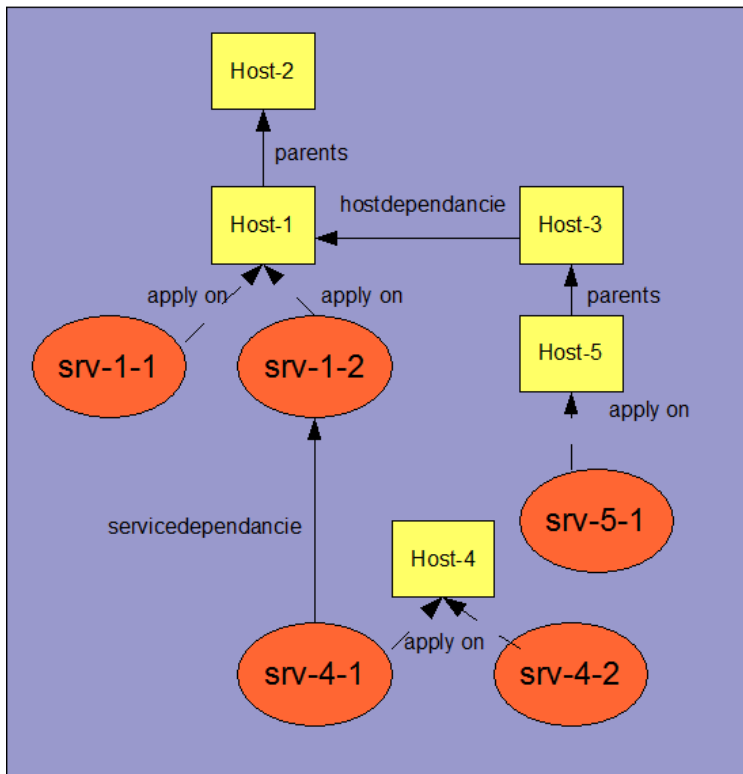 Host-2
parents
Host-1
hostdependancie
Host-3
apply on
apply on
parents
srv-1-1
srv-1-2
Host-5
apply on
servicedependancie
srv-5-1
Host-4
apply on
srv-4-1
srv-4-2